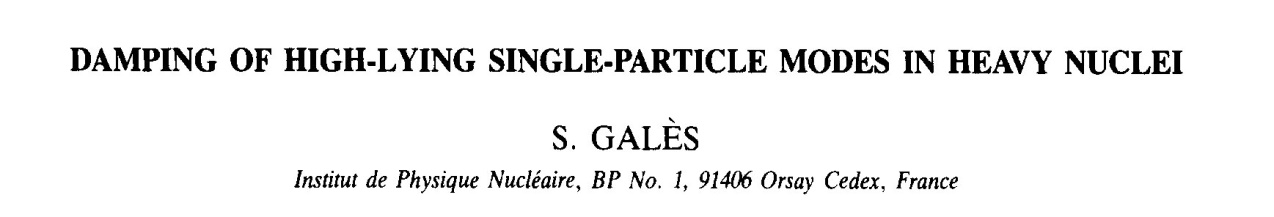 DAMPING OF HIGH-LYING SINGLE-PARTICLE MODES IN HEAVY NUCLEI
S. GALÈS
Institut de Physique Nucléaire, BP No. 1, 91406 Orsay Cedex, France